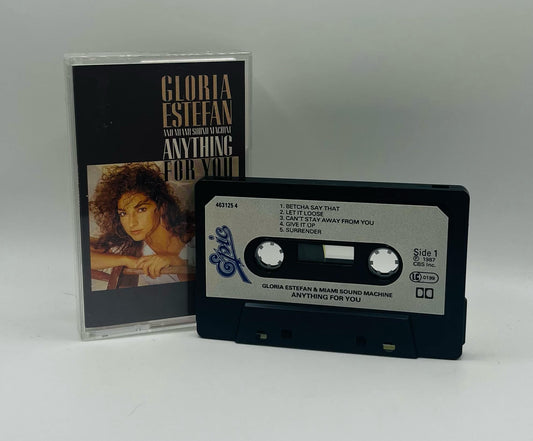 GLORIA
ESTEFAN
AND MIAMI SOUND MACHINE
ANYTHING
FOR YOU
463125 4
1. BETCHA SAY THAT
2. LET IT LOOSE
3. CAN'T STAY AWAY FROM YOU
4. GIVE IT UP
5. SURRENDER
Epic
Side 1
℗ 1987
CBS Inc.
LC 0199
GLORIA ESTEFAN & MIAMI SOUND MACHINE
ANYTHING FOR YOU